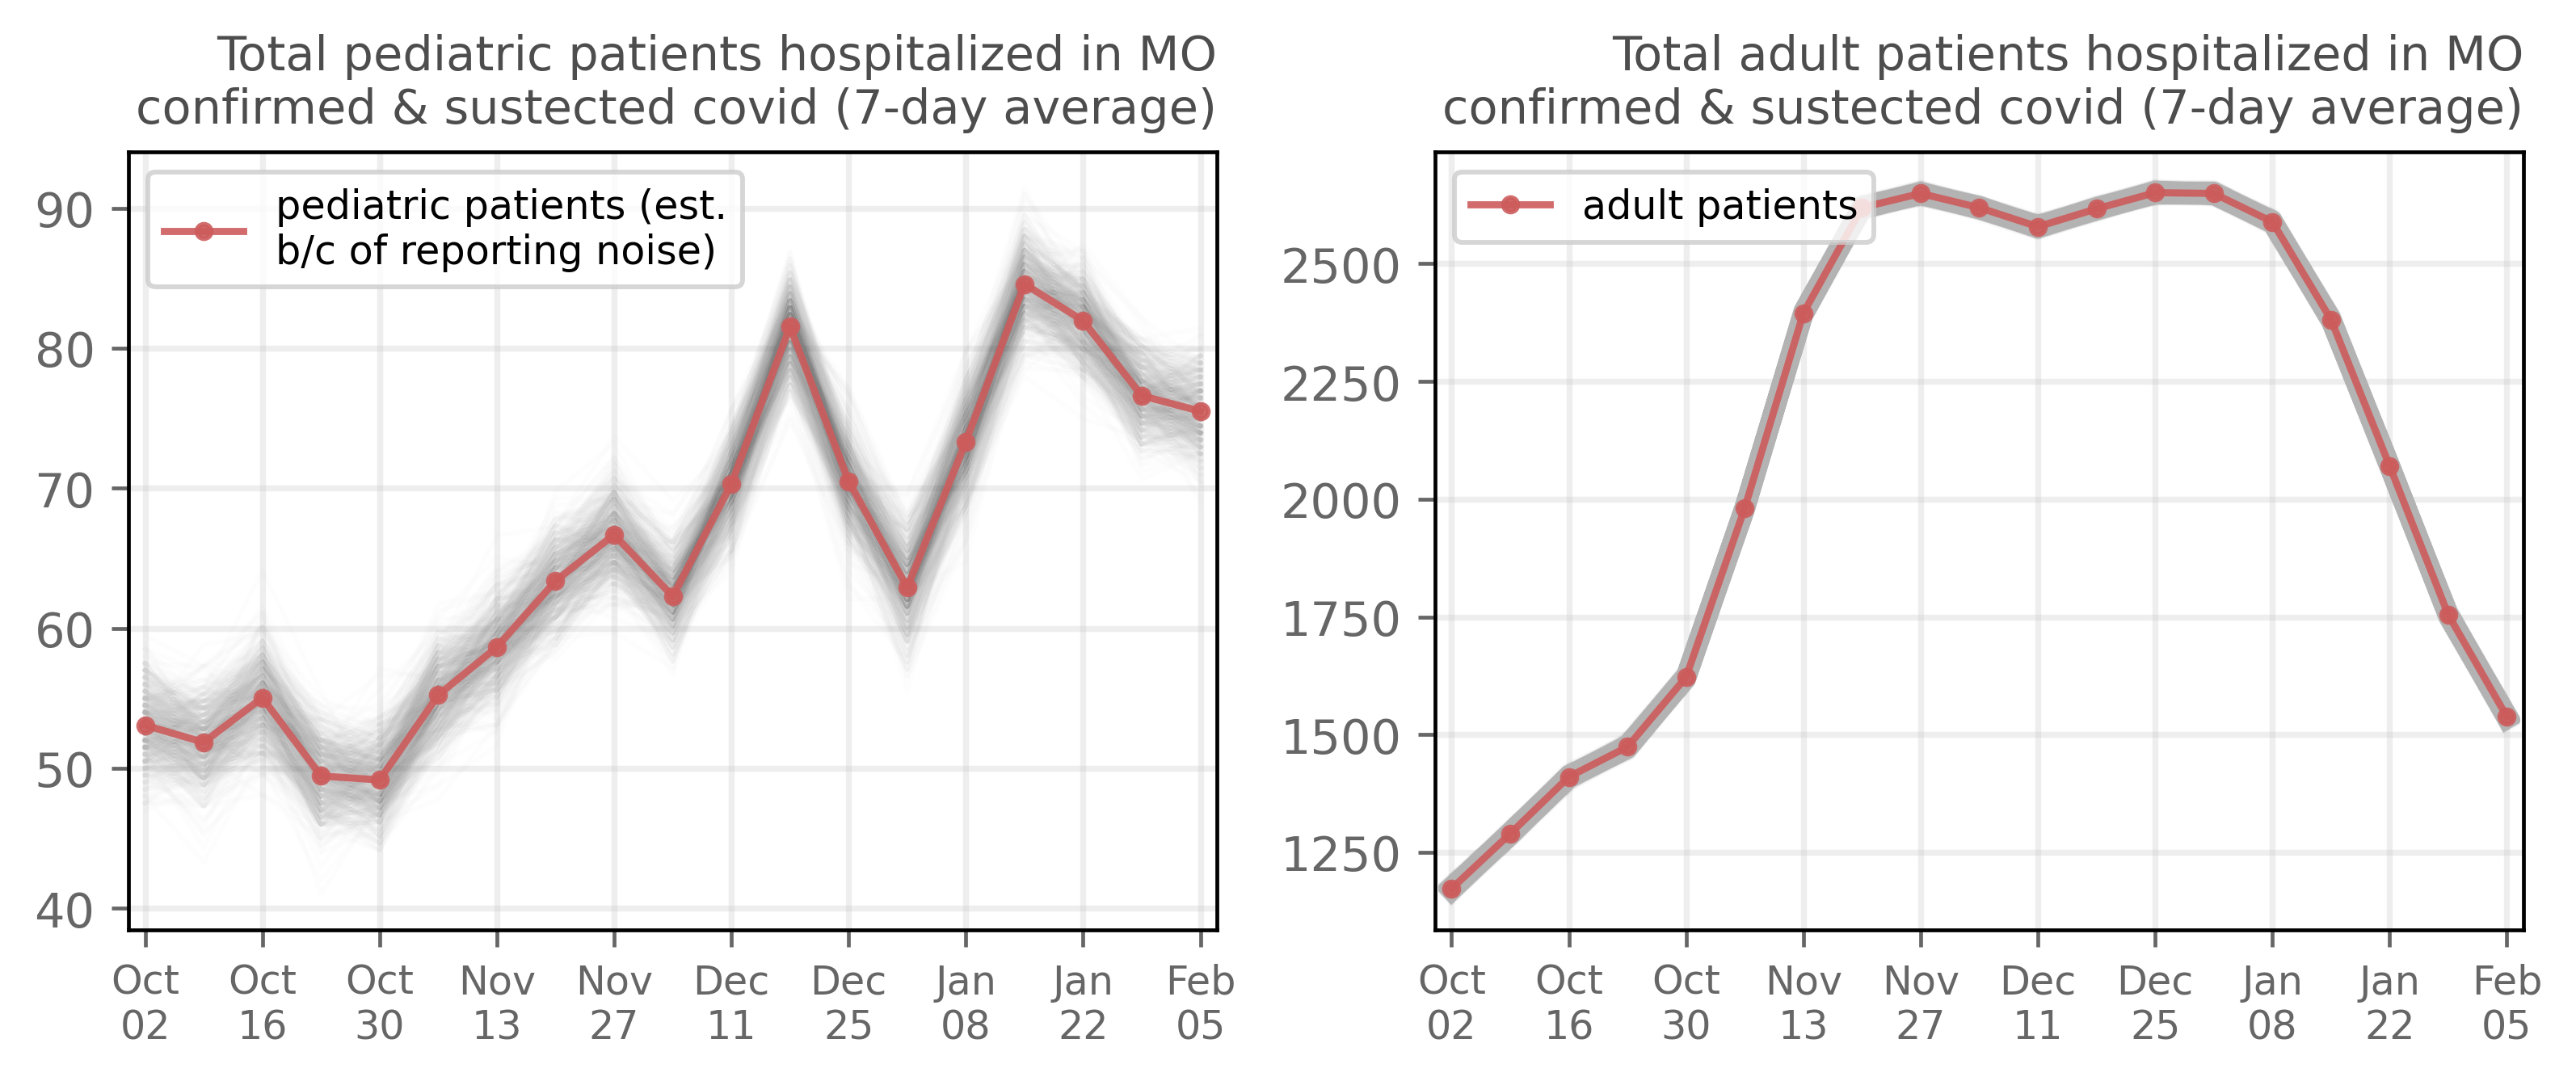 Total pediatric patients hospitalized in MO
confirmed & sustected covid (7-day average)
pediatric patients (est.
b/c of reporting noise)
90
80
70
60
50
40
Oct Oct Oct Nov Nov Dec Dec Jan Jan Feb
02 16 30 13 27 11 25 08 22 05
Total adult patients hospitalized in MO
confirmed & sustected covid (7-day average)
adult patients
2500
2250
2000
1750
1500
1250
Oct Oct Oct Nov Nov Dec Dec Jan Jan Feb
02 16 30 13 27 11 25 08 22 05